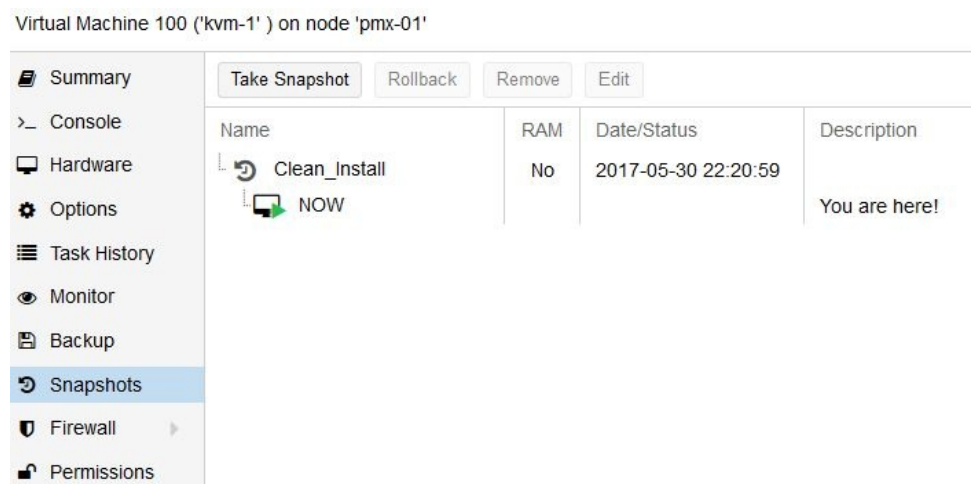 Virtual Machine 100 ('kvm-1' ) on node 'pmx-01'
Summary
Console
Hardware
Options
Task History
Monitor
Backup
Snapshots
Firewall
Permissions
Take Snapshot Rollback Remove Edit
Name RAM Date/Status Description
Clean_Install No 2017-05-30 22:20:59
NOW You are here!